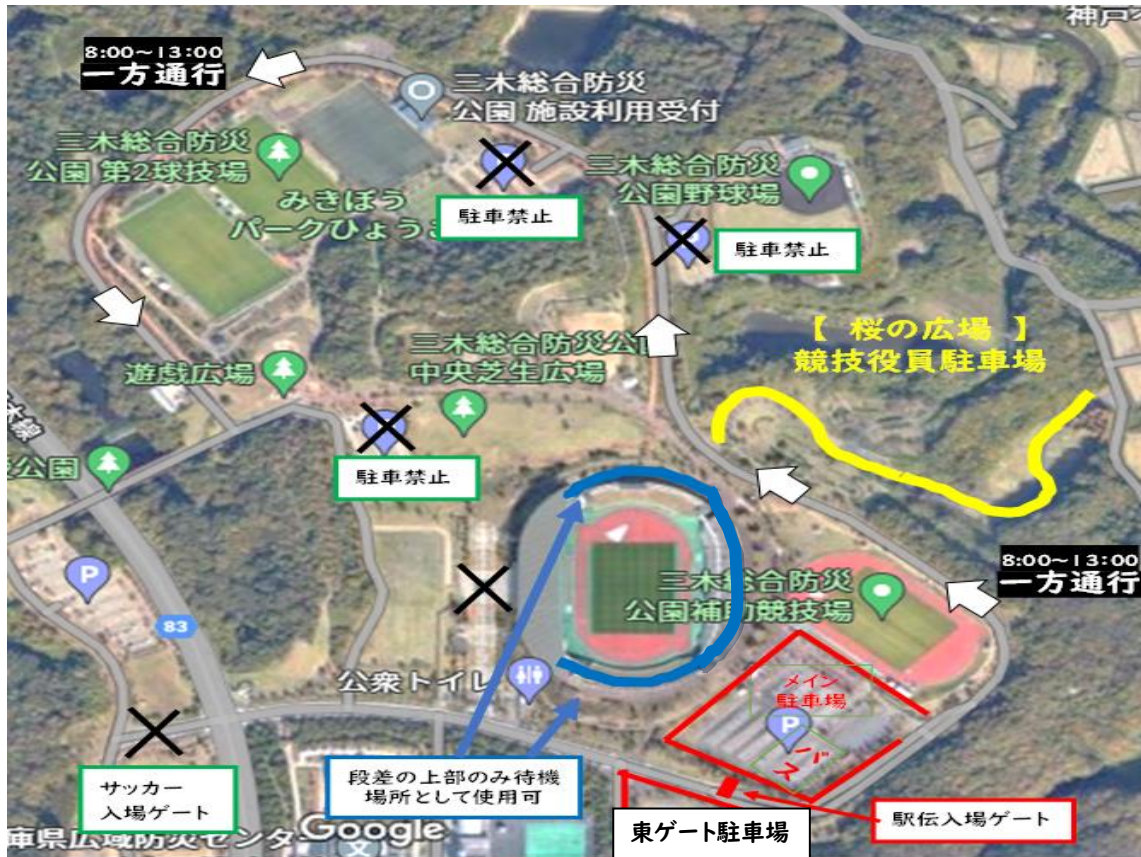 神戸
8:00~13:00
一方通行
三木総合防災
公園 施設利用受付
三木総合防災
公園 第2球技場
みきぼう
パークひょうご
駐車禁止
三木総合防災
公園野球場
駐車禁止
【 桜の広場 】
競技役員駐車場
三木総合防災公園
中央芝生広場
遊戯広場
公園
駐車禁止
8:00~13:00
一方通行
三木総合防災
公園補助競技場
P
83
公衆トイレ
メイン
駐車場
P
バス
サッカー
入場ゲート
段差の上部のみ待機
場所として使用可
東ゲート駐車場
駅伝入場ゲート
庫県広域防災センター
Google